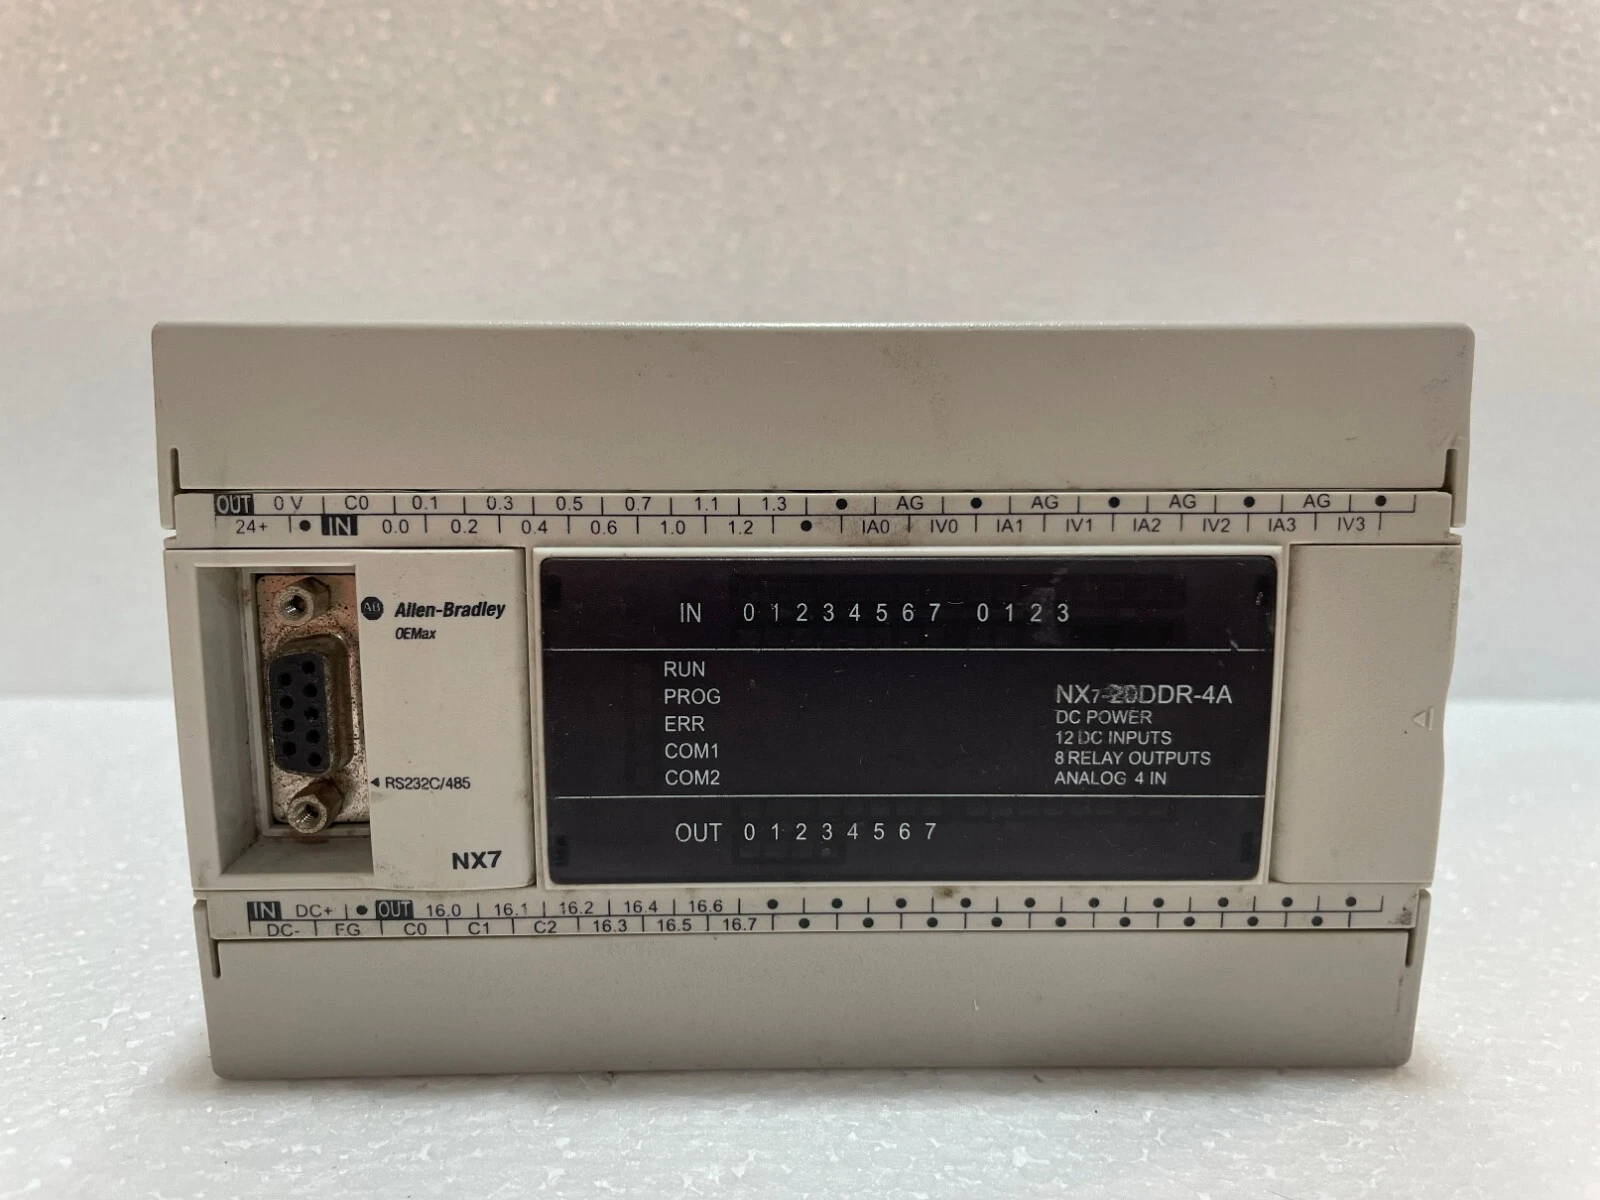 OUT 0 V C0 0.1 0.3 0.5 0.7 1.1 1.3 ● AG ● AG ● AG ● AG ●
24+ ● IN 0.0 0.2 0.4 0.6 1.0 1.2 ● IA0 IV0 IA1 IV1 IA2 IV2 IA3 IV3
AB Allen-Bradley
OEMax
◄ RS232C/485
NX7
IN 0 1 2 3 4 5 6 7 0 1 2 3
RUN
PROG
ERR
COM1
COM2
NX7-20DDR-4A
DC POWER
12 DC INPUTS
8 RELAY OUTPUTS
ANALOG 4 IN
OUT 0 1 2 3 4 5 6 7
IN DC+ ● OUT 16.0 16.1 16.2 16.4 16.6 ● ● ● ● ● ● ● ● ● ●
DC- FG C0 C1 C2 16.3 16.5 16.7 ● ● ● ● ● ● ● ● ●